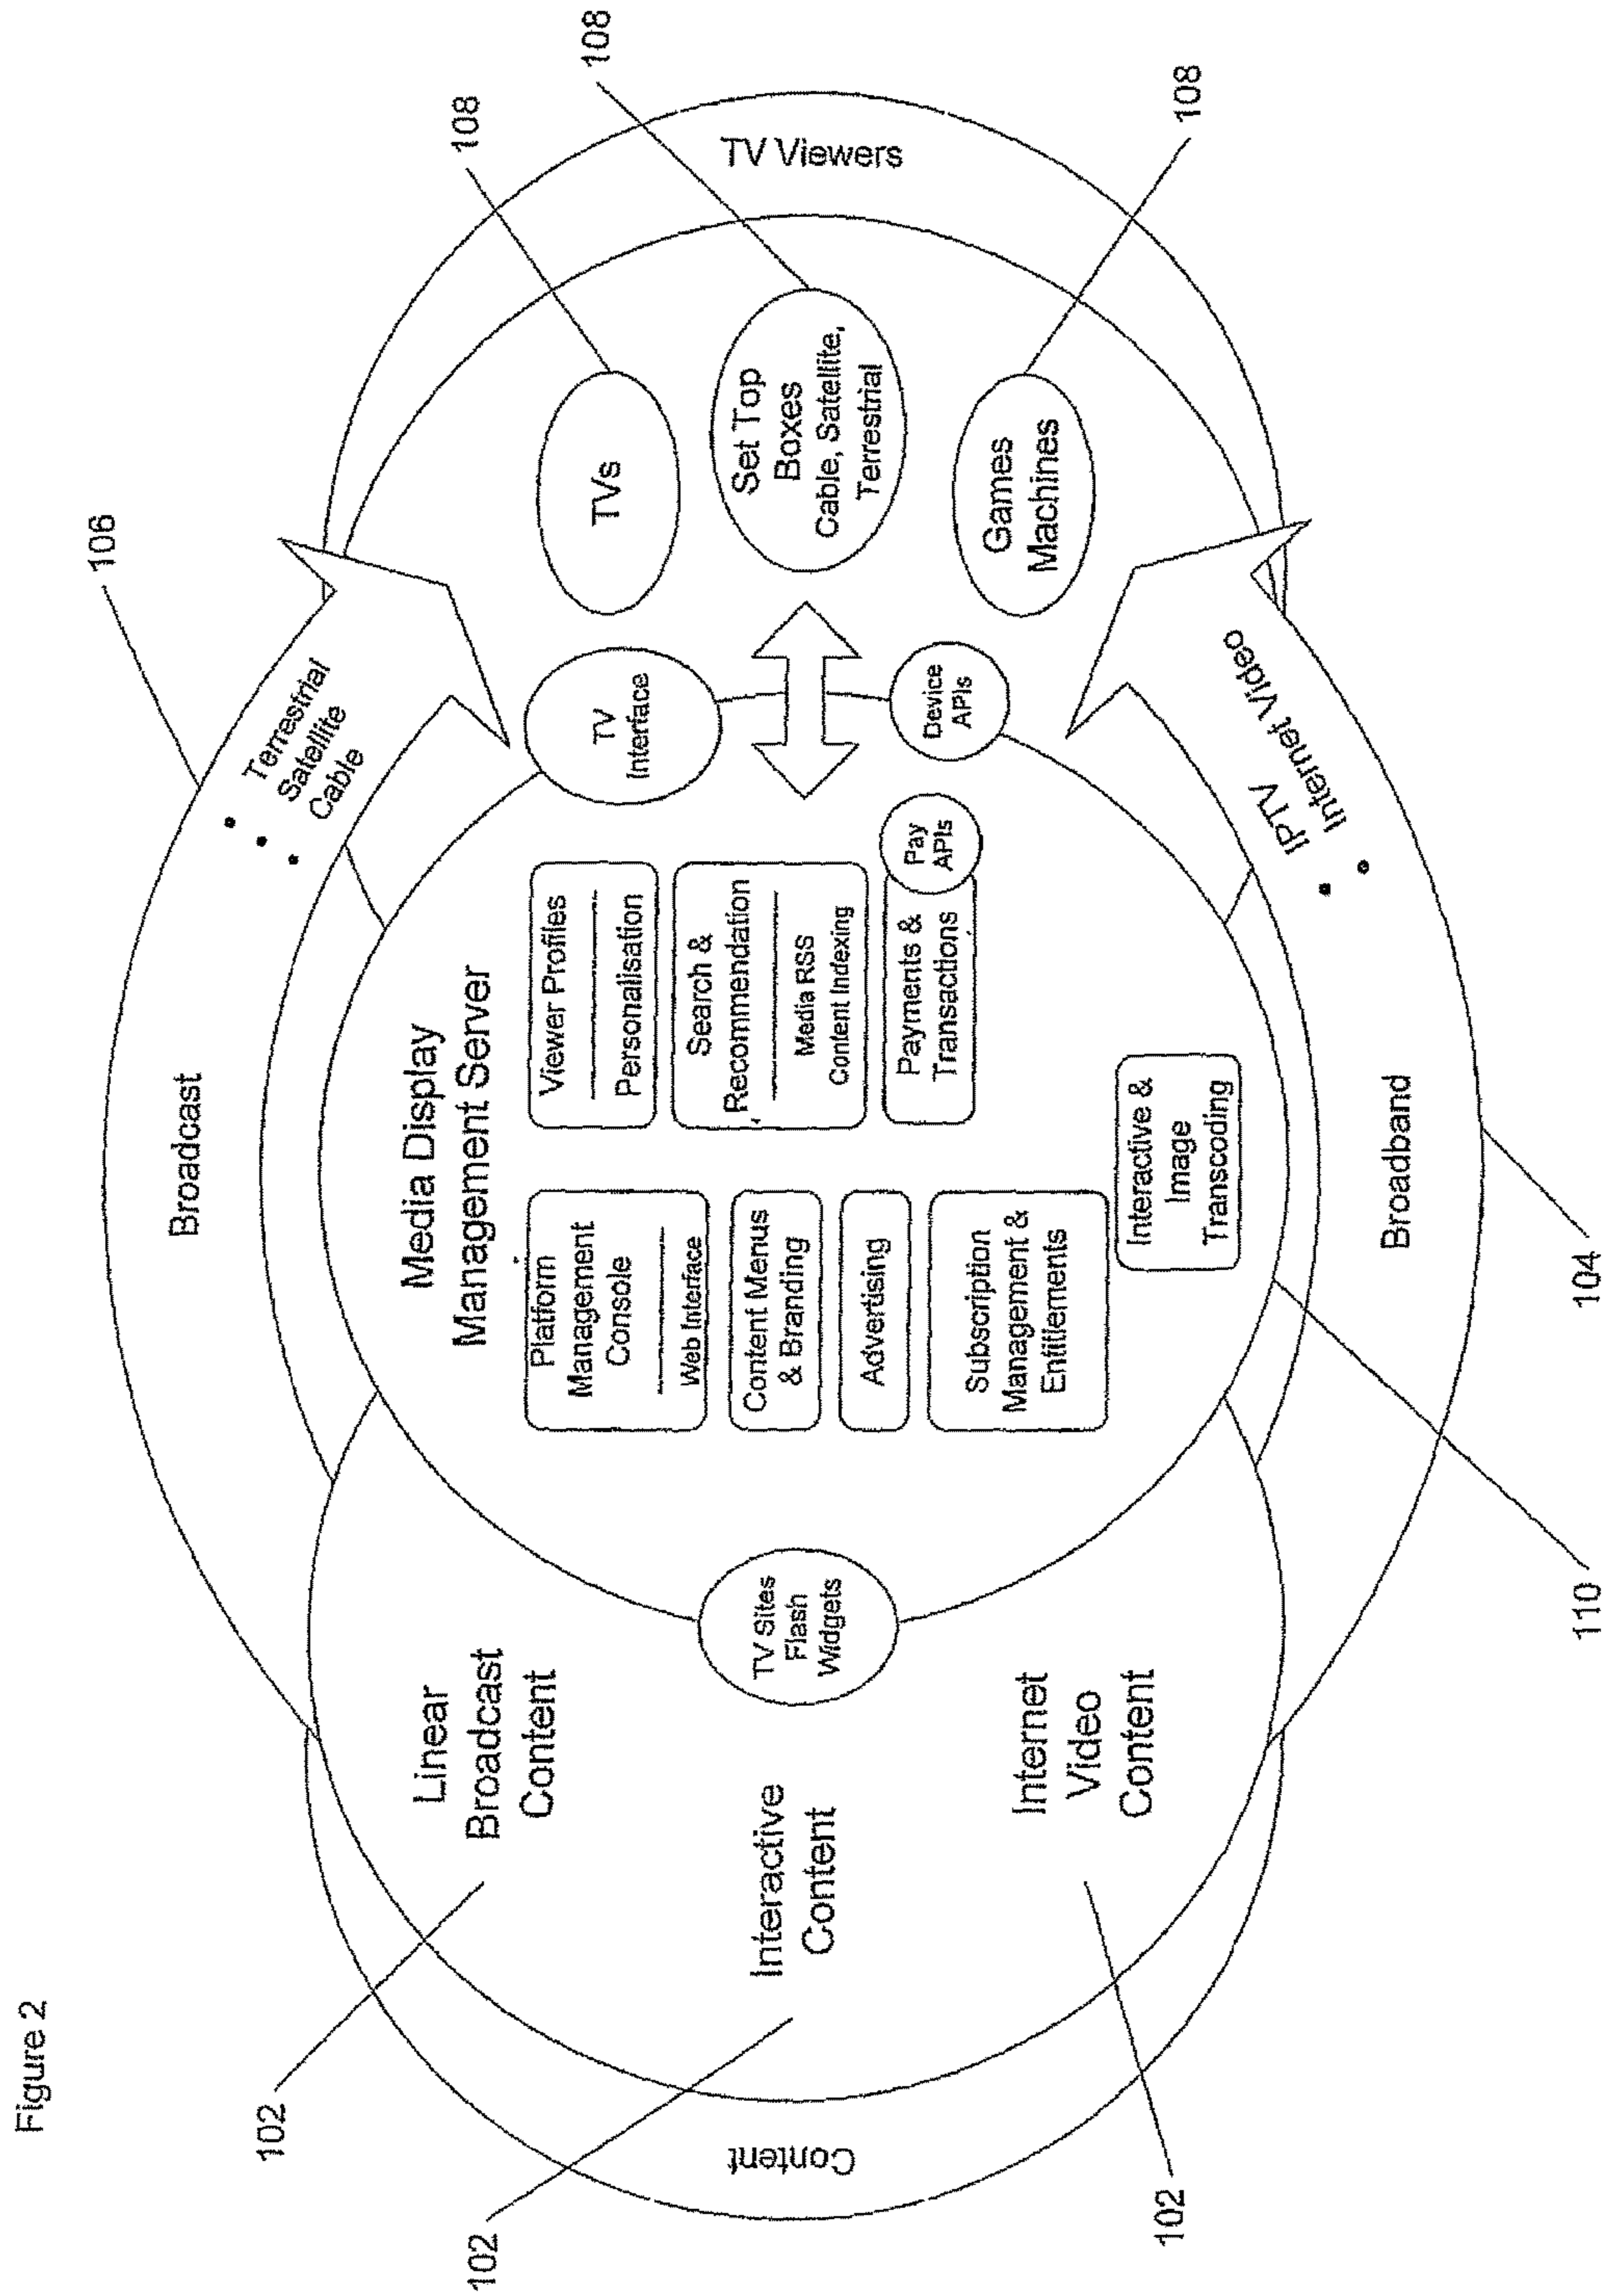 Figure 2
106
108
108
108
Broadcast
• Terrestrial
• Satellite
• Cable
TV Viewers
Media Display
Management Server
Linear
Broadcast
Content
Interactive
Content
Internet
Video
Content
Content
TV Sites
Flash
Widgets
Platform
Management
Console
Web Interface
Content Menus
& Branding
Advertising
Subscription
Management &
Entitlements
Viewer Profiles
Personalisation
Search &
Recommendation
Media RSS
Content Indexing
Payments &
Transactions
Pay
APIs
Interactive &
Image
Transcoding
TV
Interface
Device
APIs
TVs
Set Top
Boxes
Cable, Satellite,
Terrestrial
Games
Machines
Broadband
• IPTV
• Internet Video
102
102
102
110
104